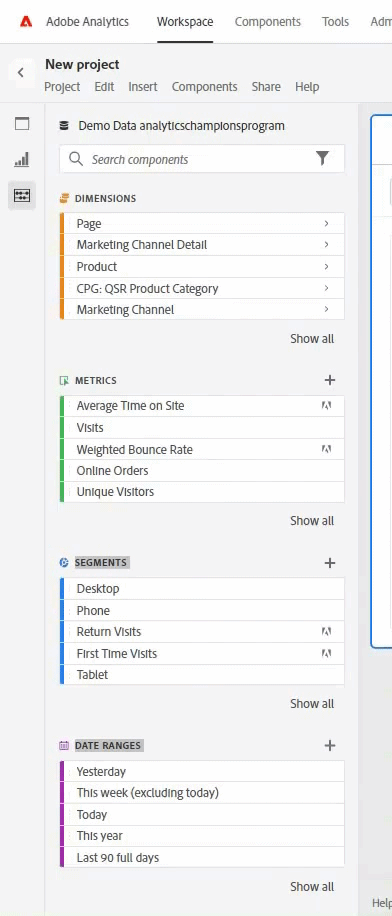 Adobe Analytics Workspace Components Tools
New project
Project Edit Insert Components Share Help
Demo Data analyticschampionsprogram
Search components
DIMENSIONS
Page
Marketing Channel Detail
Product
CPG: QSR Product Category
Marketing Channel
Show all
METRICS
Average Time on Site
Visits
Weighted Bounce Rate
Online Orders
Unique Visitors
Show all
SEGMENTS
Desktop
Phone
Return Visits
First Time Visits
Tablet
Show all
DATE RANGES
Yesterday
This week (excluding today)
Today
This year
Last 90 full days
Show all
Help